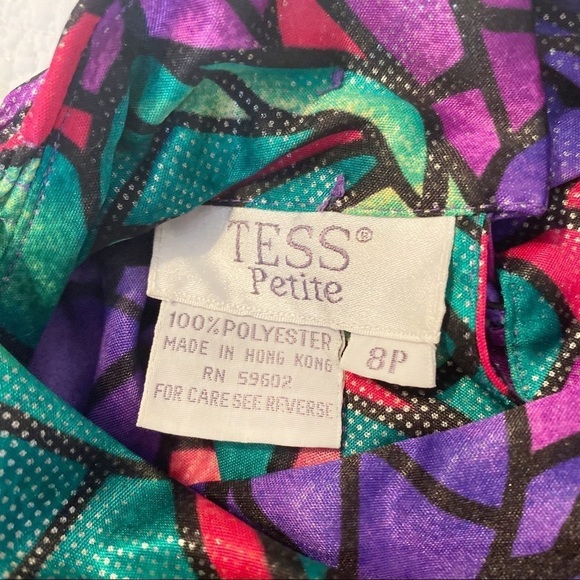 TESS®
Petite
100% POLYESTER
MADE IN HONG KONG
RN 59602
FOR CARE SEE REVERSE
8P